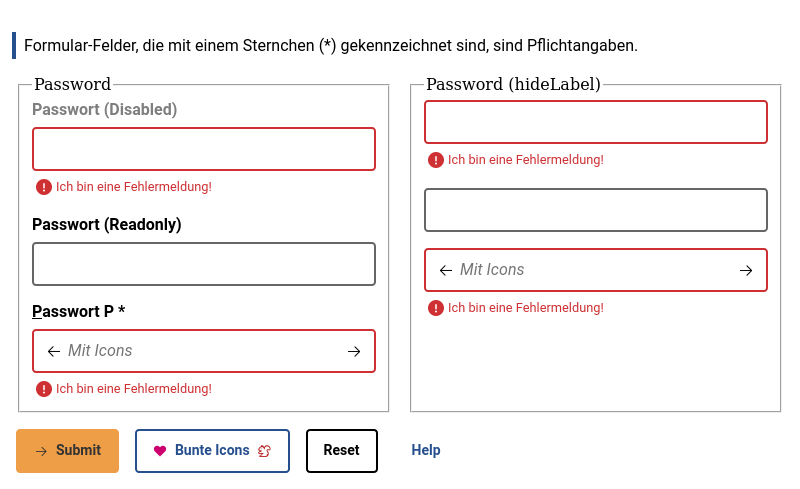 Formular-Felder, die mit einem Sternchen (*) gekennzeichnet sind, sind Pflichtangaben.
Password
Passwort (Disabled)
Ich bin eine Fehlermeldung!
Passwort (Readonly)
Passwort P *
Mit Icons
Ich bin eine Fehlermeldung!
Password (hideLabel)
Ich bin eine Fehlermeldung!
Mit Icons
Ich bin eine Fehlermeldung!
Submit
Bunte Icons
Reset
Help